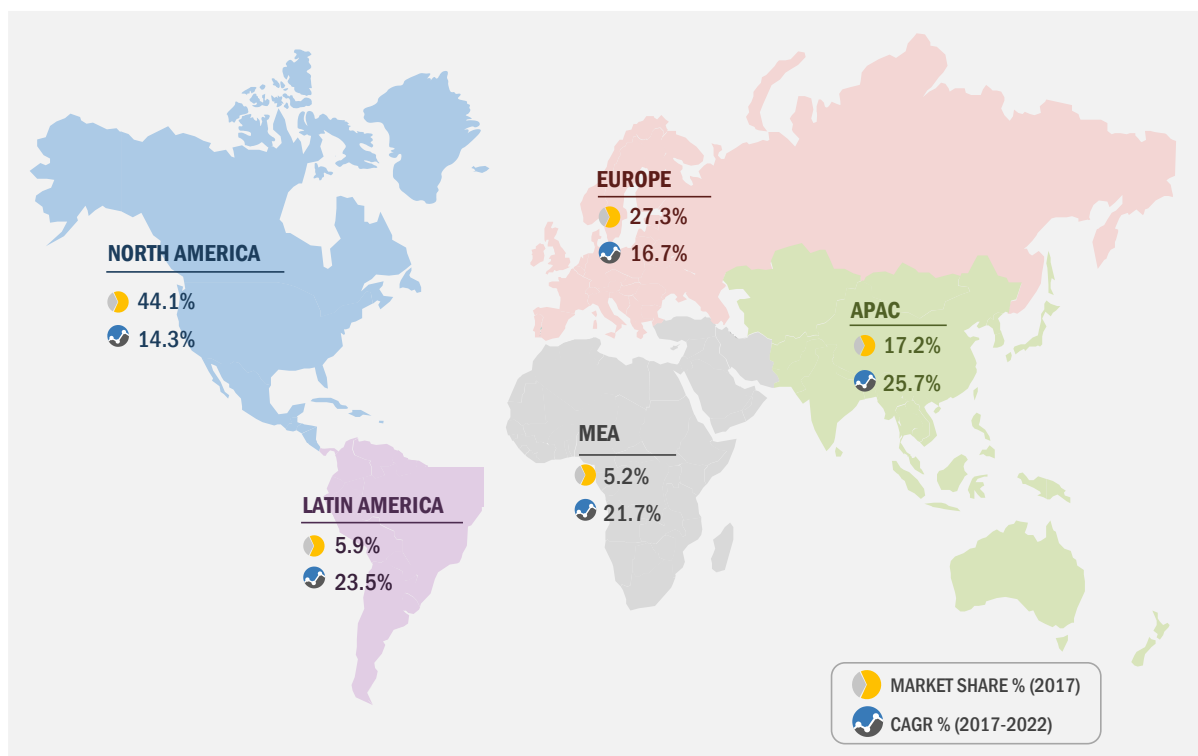 NORTH AMERICA
44.1%
14.3%
EUROPE
27.3%
16.7%
APAC
17.2%
25.7%
MEA
5.2%
21.7%
LATIN AMERICA
5.9%
23.5%
MARKET SHARE % (2017)
CAGR % (2017-2022)